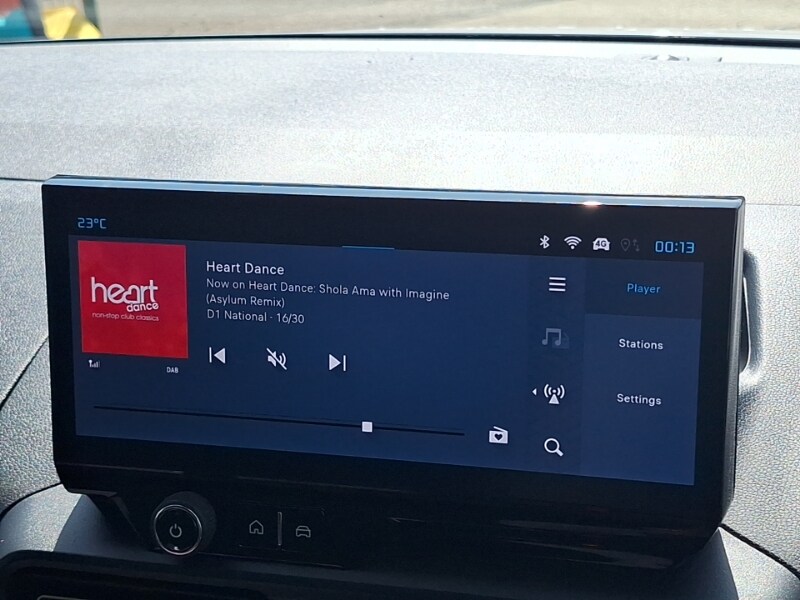 23°C
4G
00:13
heart
dance
non-stop club classics
Heart Dance
Now on Heart Dance: Shola Ama with Imagine
(Asylum Remix)
D1 National · 16/30
DAB
Player
Stations
Settings